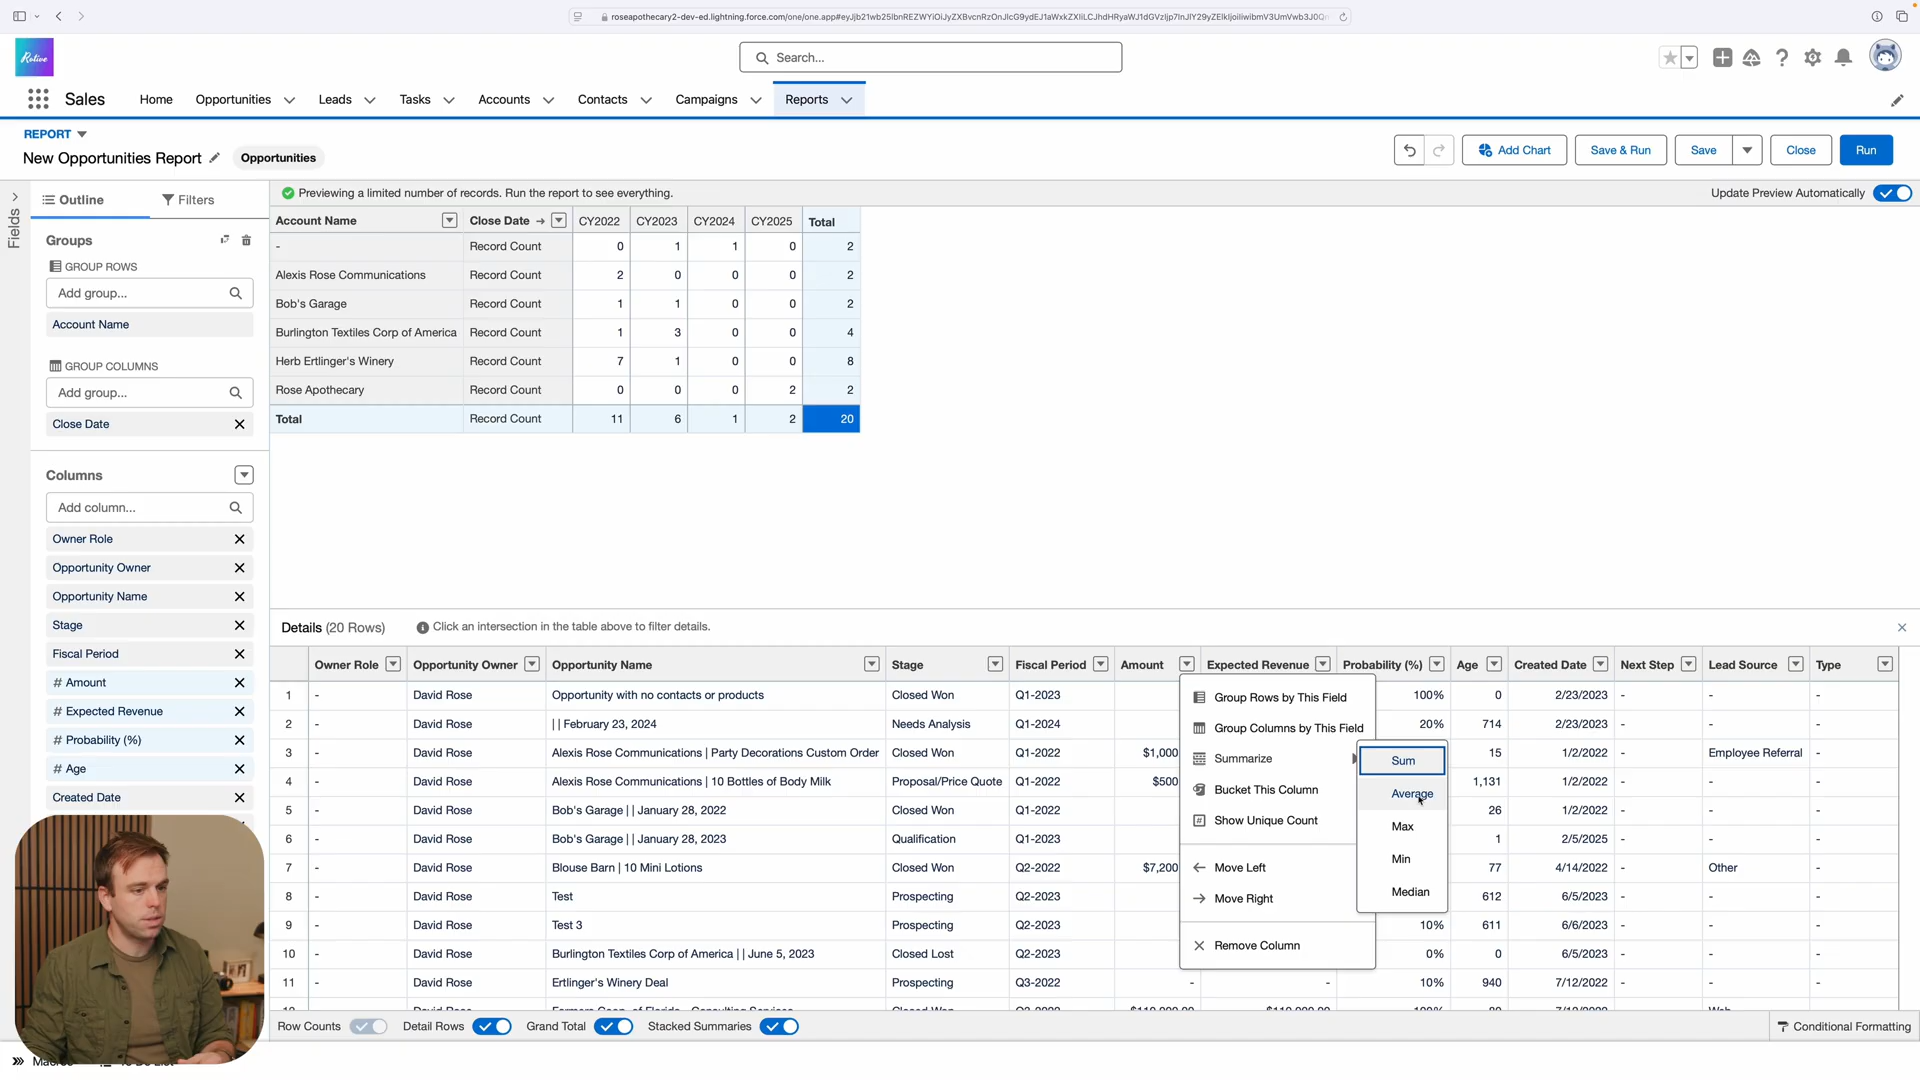 roseapothecary2-dev-ed.lightning.force.com/one/one.app#
Rotive
Search...
Sales
Home
Opportunities
Leads
Tasks
Accounts
Contacts
Campaigns
Reports
REPORT
New Opportunities Report
Opportunities
Add Chart
Save & Run
Save
Close
Run
Fields
Outline
Filters
Previewing a limited number of records. Run the report to see everything.
Update Preview Automatically
Groups
GROUP ROWS
Add group...
Account Name
GROUP COLUMNS
Add group...
Close Date
Columns
Add column...
Owner Role
Opportunity Owner
Opportunity Name
Stage
Fiscal Period
# Amount
# Expected Revenue
# Probability (%)
# Age
Created Date
Account Name Close Date → CY2022 CY2023 CY2024 CY2025 Total
- Record Count 0 1 1 0 2
Alexis Rose Communications Record Count 2 0 0 0 2
Bob's Garage Record Count 1 1 0 0 2
Burlington Textiles Corp of America Record Count 1 3 0 0 4
Herb Ertlinger's Winery Record Count 7 1 0 0 8
Rose Apothecary Record Count 0 0 0 2 2
Total Record Count 11 6 1 2 20
Details (20 Rows)
Click an intersection in the table above to filter details.
Owner Role Opportunity Owner Opportunity Name Stage Fiscal Period Amount Expected Revenue Probability (%) Age Created Date Next Step Lead Source Type
1 - David Rose Opportunity with no contacts or products Closed Won Q1-2023 100% 0 2/23/2023 - - -
2 - David Rose | | February 23, 2024 Needs Analysis Q1-2024 20% 714 2/23/2023 - - -
3 - David Rose Alexis Rose Communications | Party Decorations Custom Order Closed Won Q1-2022 $1,000 15 1/2/2022 - Employee Referral -
4 - David Rose Alexis Rose Communications | 10 Bottles of Body Milk Proposal/Price Quote Q1-2022 $500 1,131 1/2/2022 - - -
5 - David Rose Bob's Garage | | January 28, 2022 Closed Won Q1-2022 26 1/2/2022 - - -
6 - David Rose Bob's Garage | | January 28, 2023 Qualification Q1-2023 1 2/5/2025 - - -
7 - David Rose Blouse Barn | 10 Mini Lotions Closed Won Q2-2022 $7,200 77 4/14/2022 - Other -
8 - David Rose Test Prospecting Q2-2023 612 6/5/2023 - - -
9 - David Rose Test 3 Prospecting Q2-2023 10% 611 6/6/2023 - - -
10 - David Rose Burlington Textiles Corp of America | | June 5, 2023 Closed Lost Q2-2023 0% 0 6/5/2023 - - -
11 - David Rose Ertlinger's Winery Deal Prospecting Q3-2022 - - 10% 940 7/12/2022 - - -
Group Rows by This Field
Group Columns by This Field
Summarize
Bucket This Column
Show Unique Count
Move Left
Move Right
Remove Column
Sum
Average
Max
Min
Median
Row Counts
Detail Rows
Grand Total
Stacked Summaries
Conditional Formatting